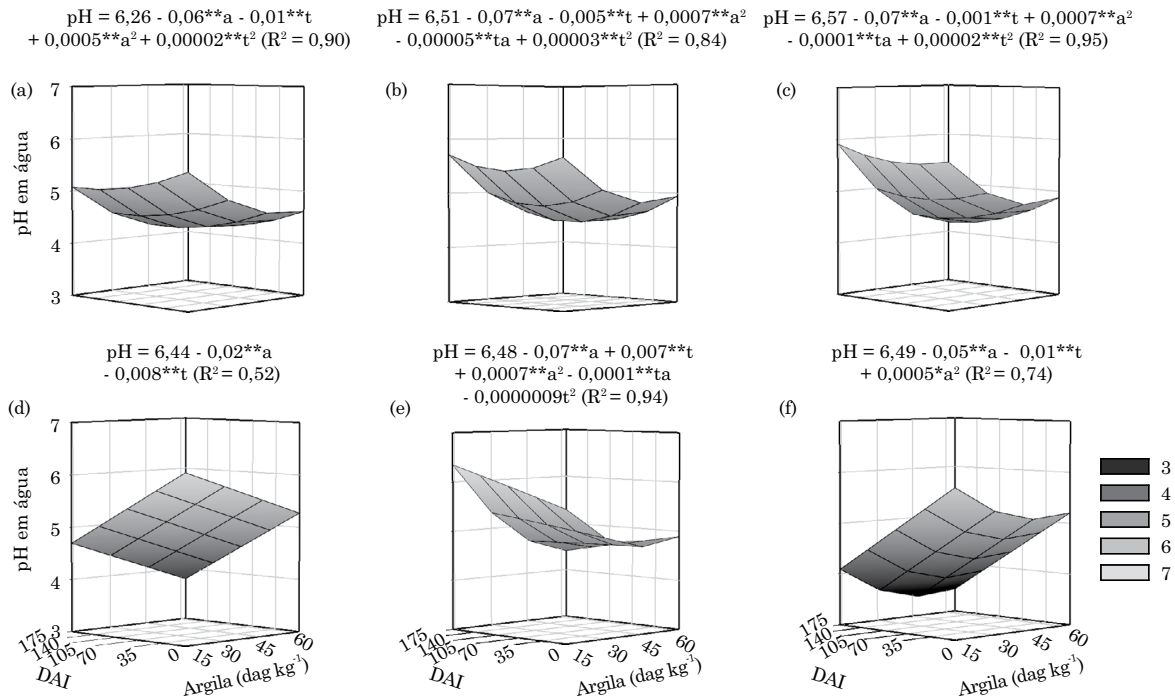 pH = 6,26 - 0,06**a - 0,01**t
+ 0,0005**a² + 0,00002**t² (R² = 0,90)
pH = 6,51 - 0,07**a - 0,005**t + 0,0007**a²
- 0,00005**ta + 0,00003**t² (R² = 0,84)
pH = 6,57 - 0,07**a - 0,001**t + 0,0007**a²
- 0,0001**ta + 0,00002**t² (R² = 0,95)
(a)
(b)
(c)
7
6
5
4
3
pH em água
pH = 6,44 - 0,02**a
- 0,008**t (R² = 0,52)
pH = 6,48 - 0,07**a + 0,007**t
+ 0,0007**a² - 0,0001**ta
- 0,0000009t² (R² = 0,94)
pH = 6,49 - 0,05**a - 0,01**t
+ 0,0005*a² (R² = 0,74)
(d)
(e)
(f)
7
6
5
4
3
pH em água
175
140
105
70
35
0
DAI
15
30
45
60
Argila (dag kg⁻¹)
175
140
105
70
35
0
DAI
15
30
45
60
Argila (dag kg⁻¹)
175
140
105
70
35
0
DAI
15
30
45
60
Argila (dag kg⁻¹)
3
4
5
6
7